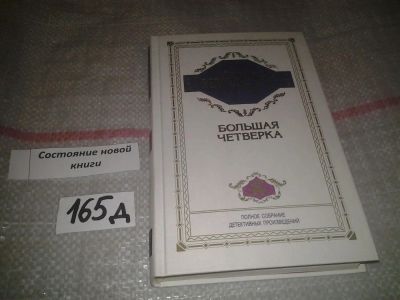 БОЛЬШАЯ
ЧЕТВЕРКА
Состояние новой
книги
165Д
ПОЛНОЕ СОБРАНИЕ
ДЕТЕКТИВНЫХ ПРОИЗВЕДЕНИЙ